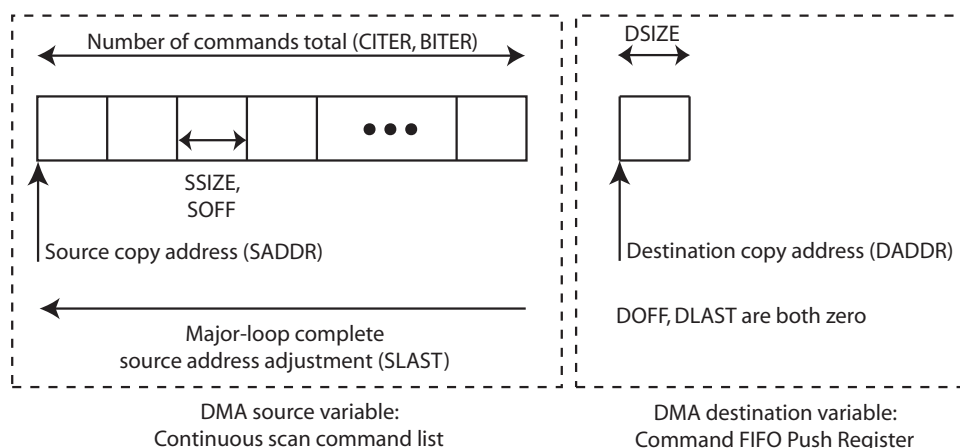 Number of commands total (CITER, BITER)
SSIZE,
SOFF
Source copy address (SADDR)
Major-loop complete
source address adjustment (SLAST)
DMA source variable:
Continuous scan command list
DSIZE
Destination copy address (DADDR)
DOFF, DLAST are both zero
DMA destination variable:
Command FIFO Push Register